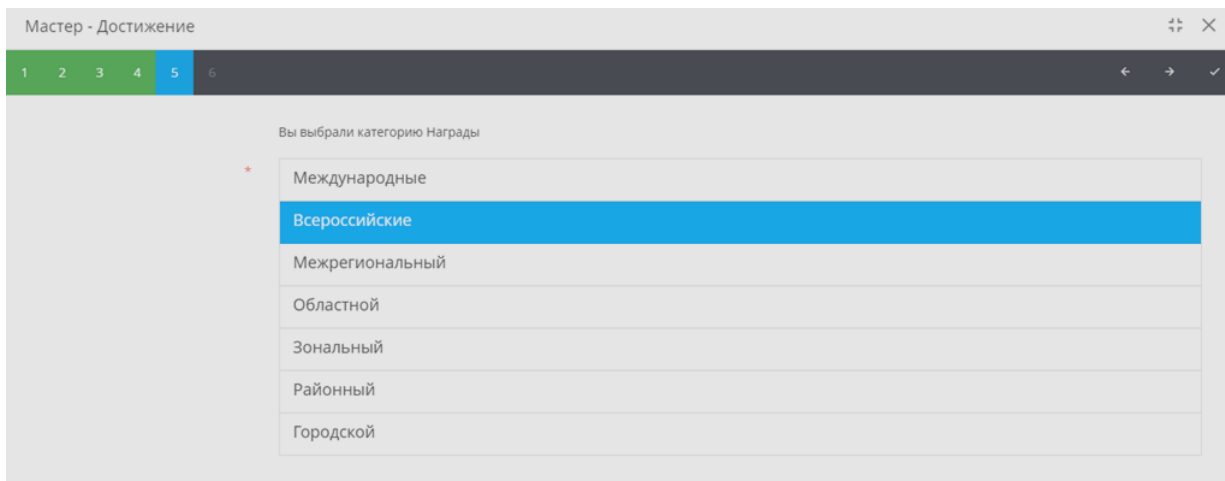 Мастер - Достижение
1 2 3 4 5 6
Вы выбрали категорию Награды
*
Международные
Всероссийские
Межрегиональный
Областной
Зональный
Районный
Городской